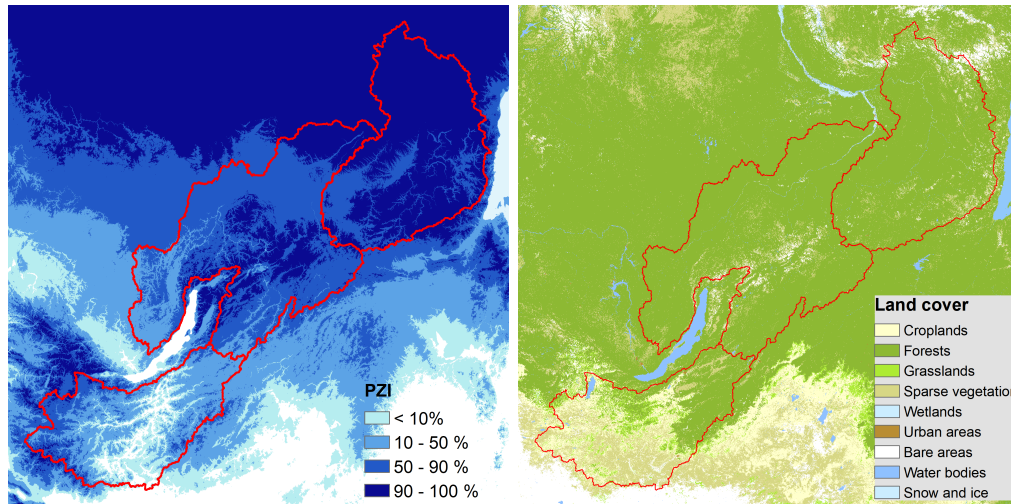 PZI
< 10%
10 - 50 %
50 - 90 %
90 - 100 %
Land cover
Croplands
Forests
Grasslands
Sparse vegetation
Wetlands
Urban areas
Bare areas
Water bodies
Snow and ice